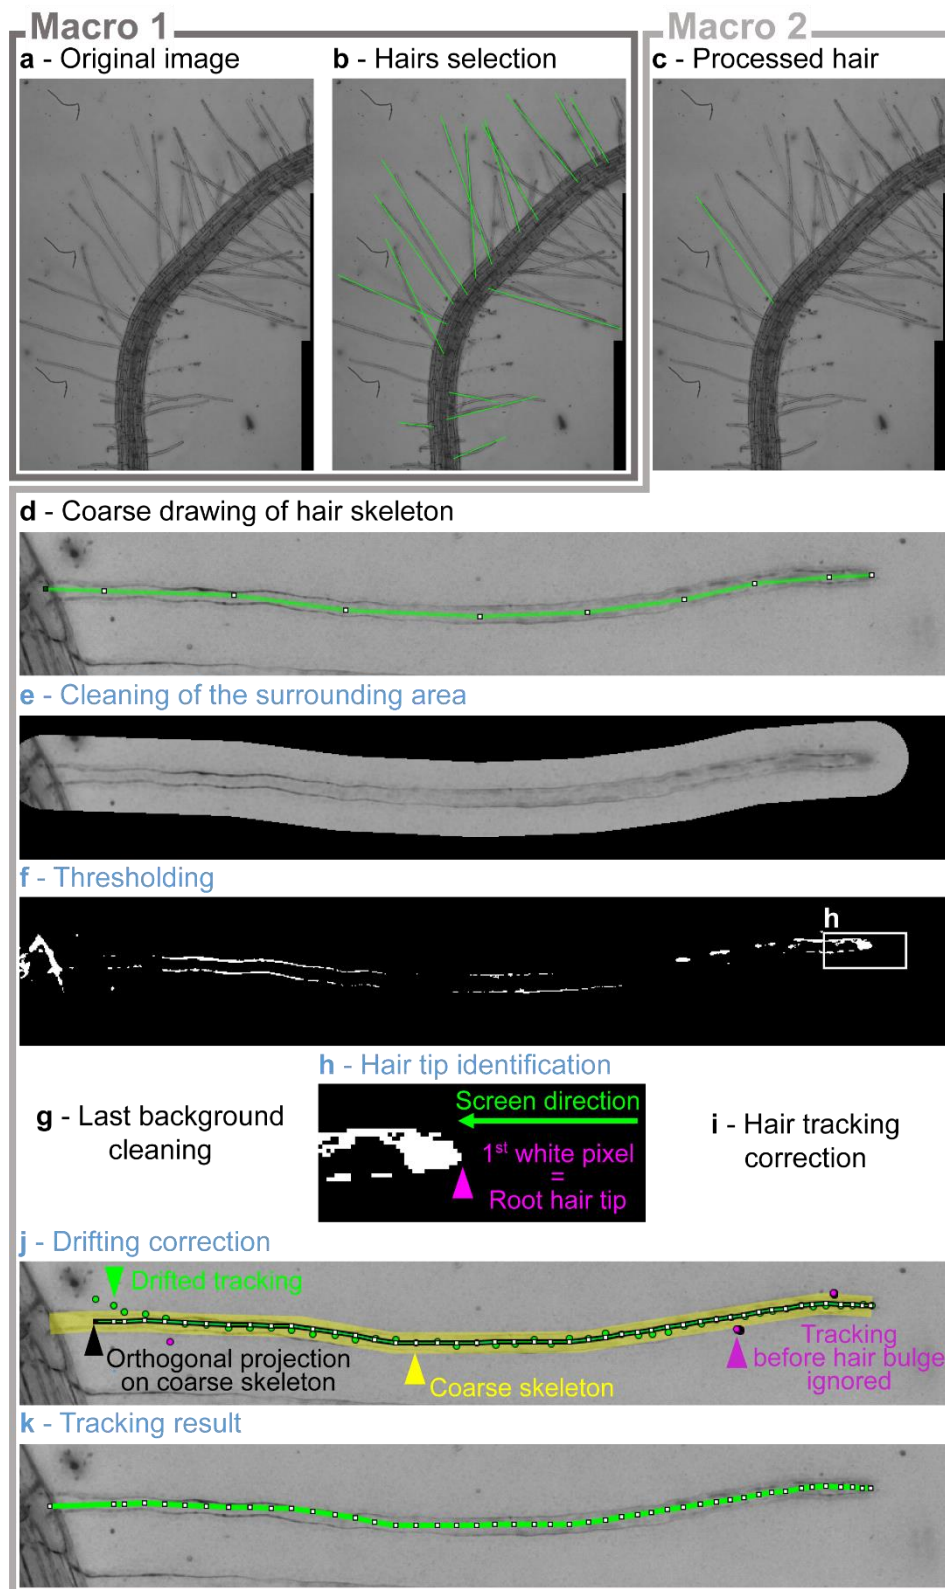 Macro 1
Macro 2
a - Original image
b - Hairs selection
c - Processed hair
d - Coarse drawing of hair skeleton
e - Cleaning of the surrounding area
f - Thresholding
h
h - Hair tip identification
g - Last background
cleaning
Screen direction
1st white pixel
=
Root hair tip
i - Hair tracking
correction
j - Drifting correction
Drifted tracking
Orthogonal projection
on coarse skeleton
Coarse skeleton
Tracking
before hair bulge
ignored
k - Tracking result